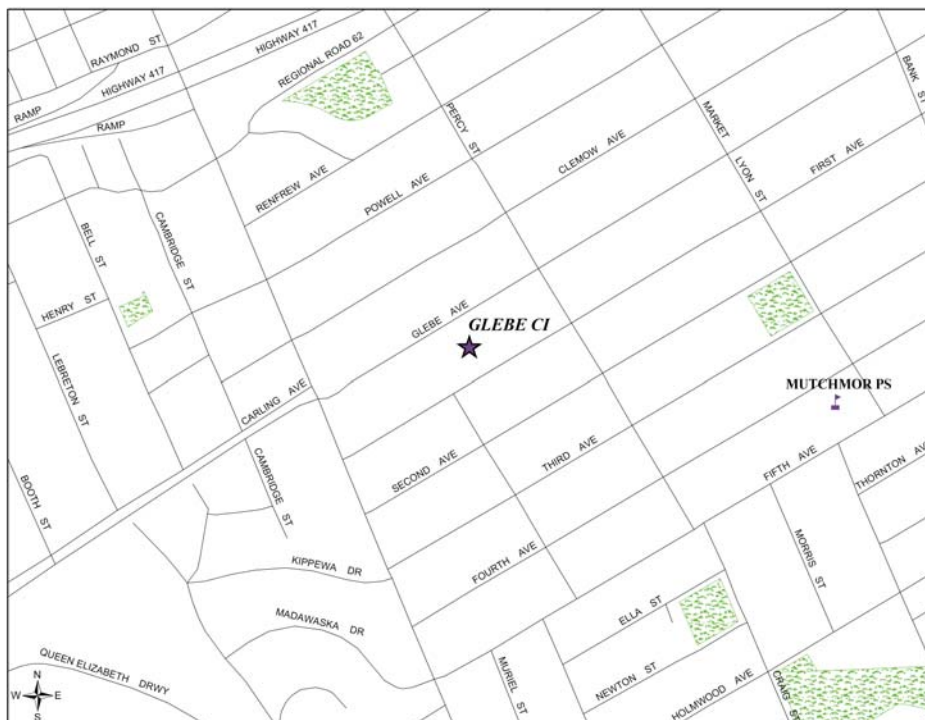 RAYMOND ST
HIGHWAY 417
REGIONAL ROAD 62
HIGHWAY 417
RAMP
RAMP
BANK ST
PERCY ST
MARKET
LYON ST
CLEMOW AVE
FIRST AVE
RENFREW AVE
POWELL AVE
BELL ST
CAMBRIDGE ST
HENRY ST
GLEBE AVE
GLEBE CI
LEBRETON ST
CARLING AVE
MUTCHMOR PS
SECOND AVE
THIRD AVE
FIFTH AVE
THORNTON AVE
BOOTH ST
CAMBRIDGE ST
FOURTH AVE
MORRIS ST
KIPPEWA DR
MADAWASKA DR
ELLA ST
QUEEN ELIZABETH DRWY
MURIEL ST
NEWTON ST
HOLMWOOD AVE
CRAIG ST
N
W E
S